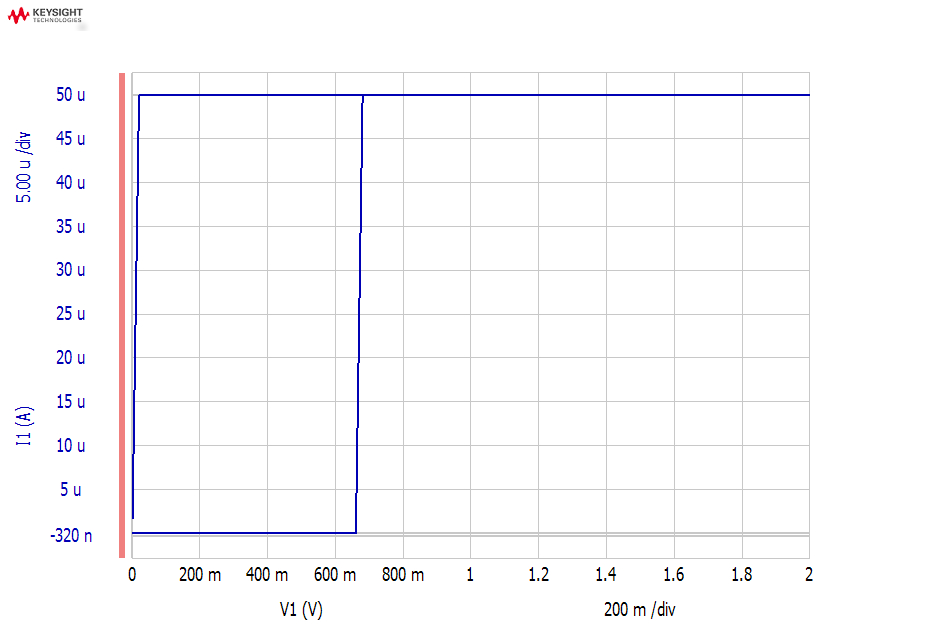 KEYSIGHT
TECHNOLOGIES
5.00 u /div
I1 (A)
50 u
45 u
40 u
35 u
30 u
25 u
20 u
15 u
10 u
5 u
-320 n
0 200 m 400 m 600 m 800 m 1 1.2 1.4 1.6 1.8 2
V1 (V) 200 m /div